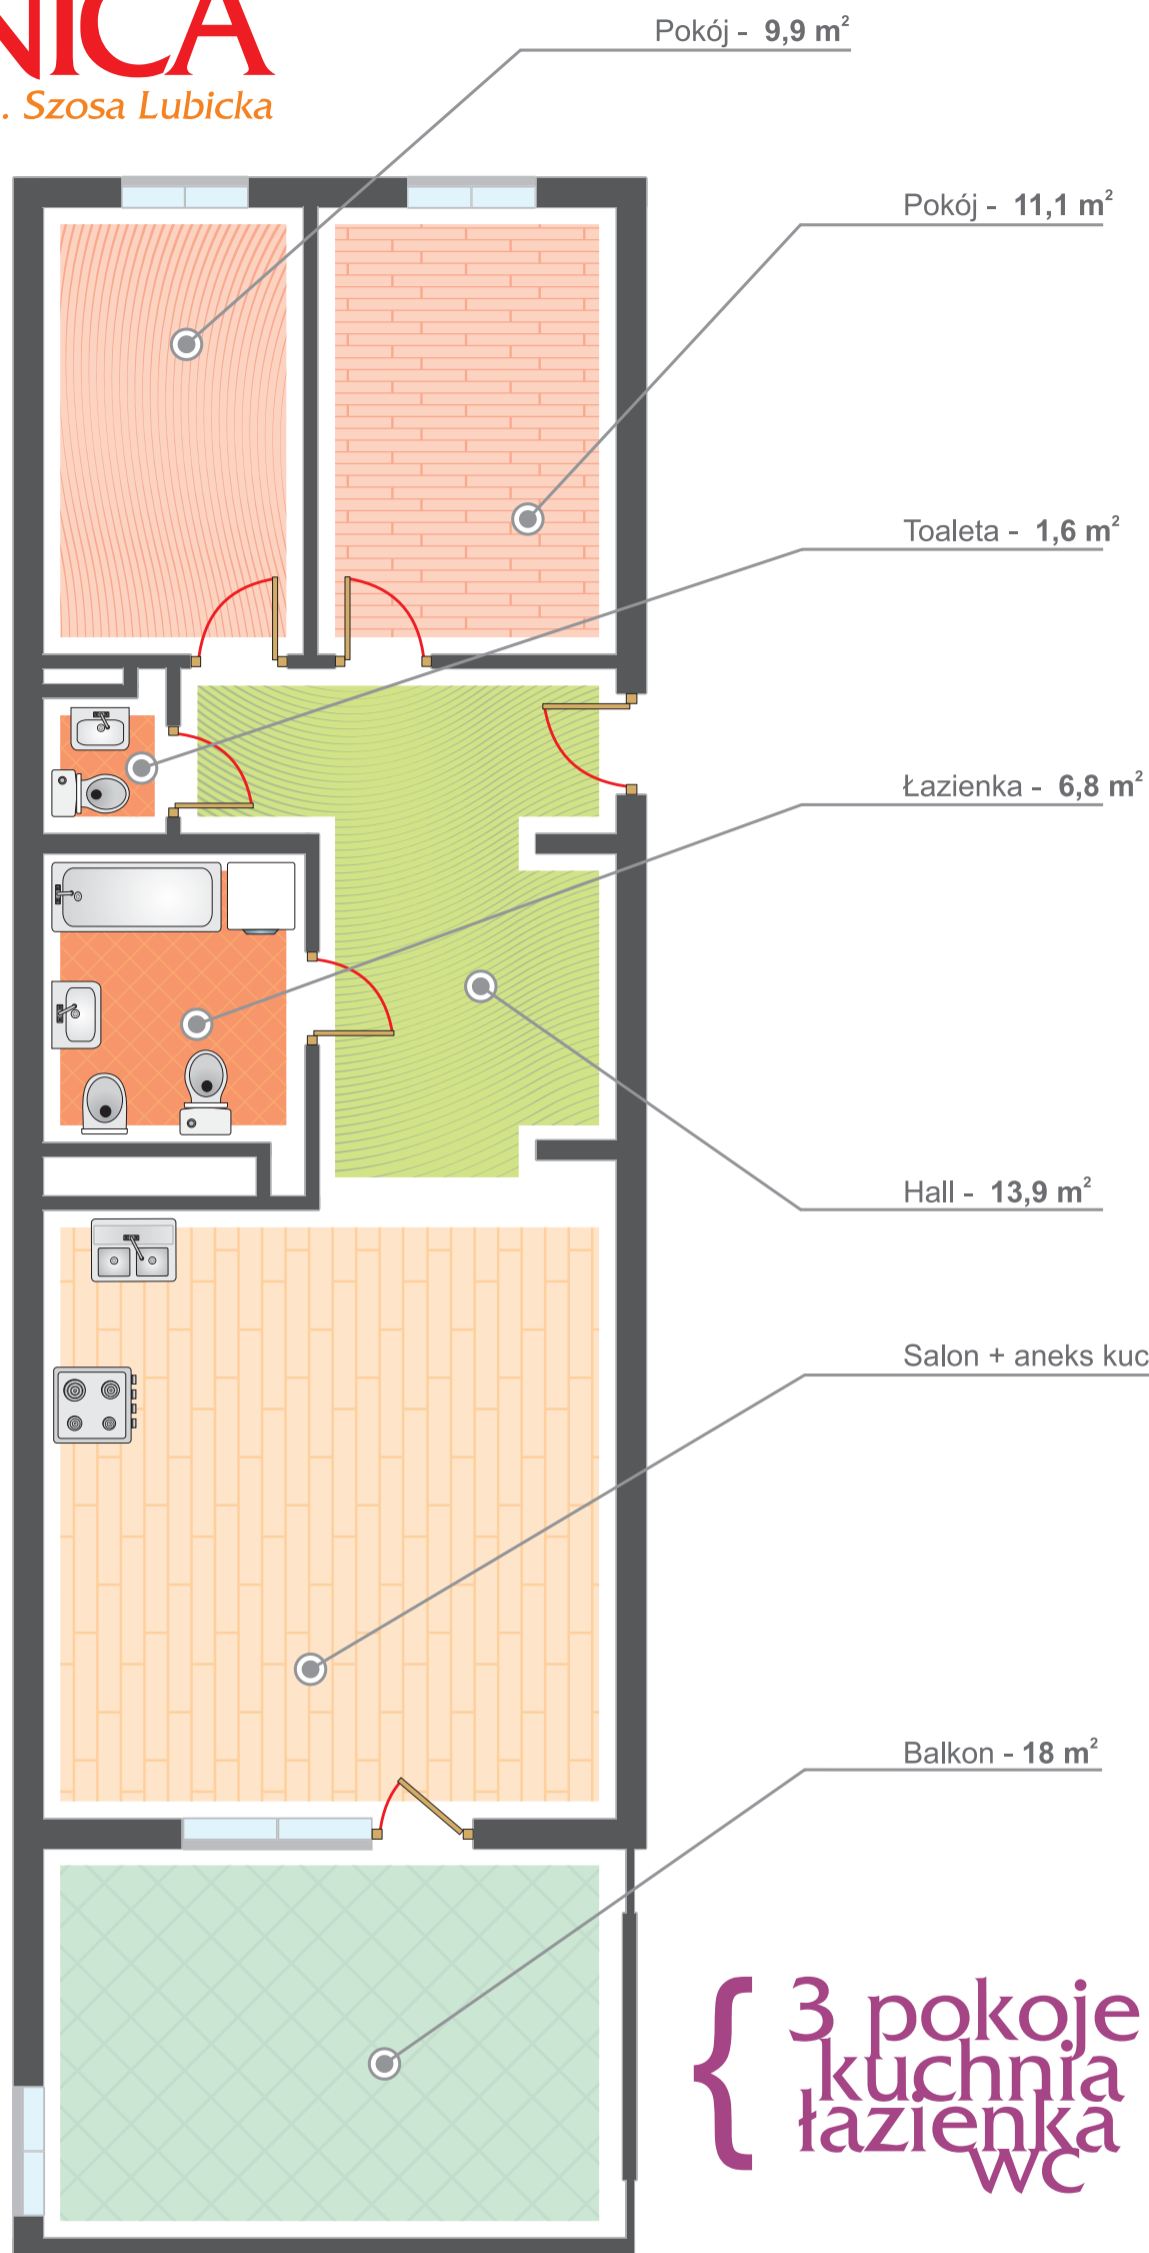 NICA
. Szosa Lubicka
Pokój - 9,9 m²
Pokój - 11,1 m²
Toaleta - 1,6 m²
Łazienka - 6,8 m²
Hall - 13,9 m²
Salon + aneks kuc
Balkon - 18 m²
{ 3 pokoje
kuchnia
łazienka
wc